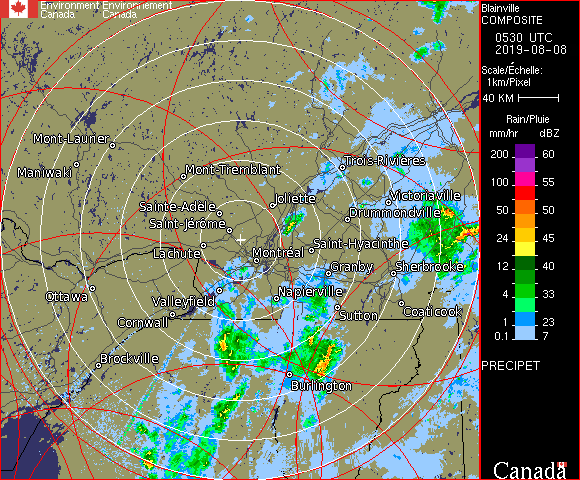 Environment Environnement
Canada Canada
Blainville
COMPOSITE
0530 UTC
2019-08-08
Scale/Échelle:
1km/Pixel
40 KM
Rain/Pluie
mm/hr dBZ
200 60
150 57
100 55
50 50
24 45
12 40
4 33
1 23
0.1 7
PRECIPET
Canada
Mont-Laurier
Maniwaki
Mont-Tremblant
Trois-Rivières
Sainte-Adèle
Joliette
Victoriaville
Saint-Jérôme
Drummondville
Lachute
Montréal
Saint-Hyacinthe
Granby
Sherbrooke
Ottawa
Valleyfield
Napierville
Cornwall
Sutton
Coaticook
Brockville
Burlington